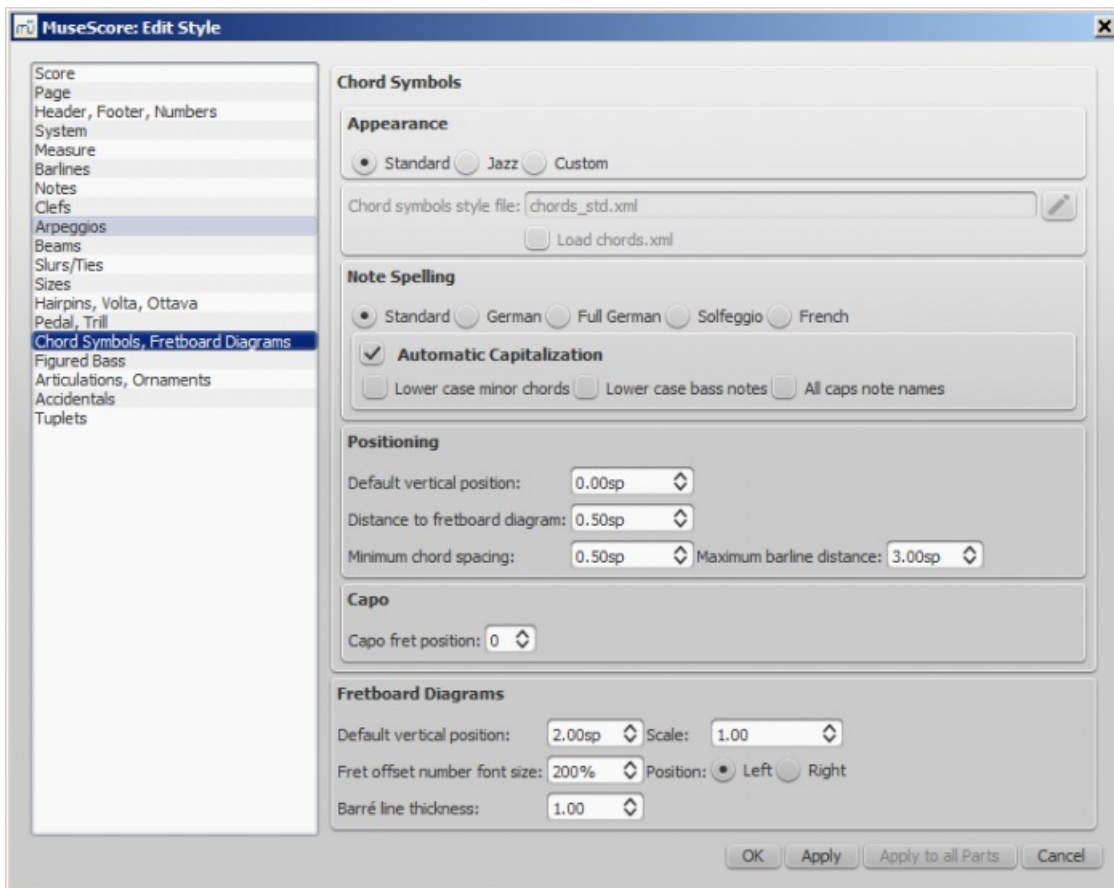 MuseScore: Edit Style
Score
Page
Header, Footer, Numbers
System
Measure
Barlines
Notes
Clefs
Arpeggios
Beams
Slurs/Ties
Sizes
Hairpins, Volta, Ottava
Pedal, Trill
Chord Symbols, Fretboard Diagrams
Figured Bass
Articulations, Ornaments
Accidentals
Tuplets
Chord Symbols
Appearance
Standard Jazz Custom
Chord symbols style file: chords_std.xml
Load chords.xml
Note Spelling
Standard German Full German Solfeggio French
Automatic Capitalization
Lower case minor chords Lower case bass notes All caps note names
Positioning
Default vertical position: 0.00sp
Distance to fretboard diagram: 0.50sp
Minimum chord spacing: 0.50sp Maximum barline distance: 3.00sp
Capo
Capo fret position: 0
Fretboard Diagrams
Default vertical position: 2.00sp Scale: 1.00
Fret offset number font size: 200% Position: Left Right
Barré line thickness: 1.00
OK Apply Apply to all Parts Cancel